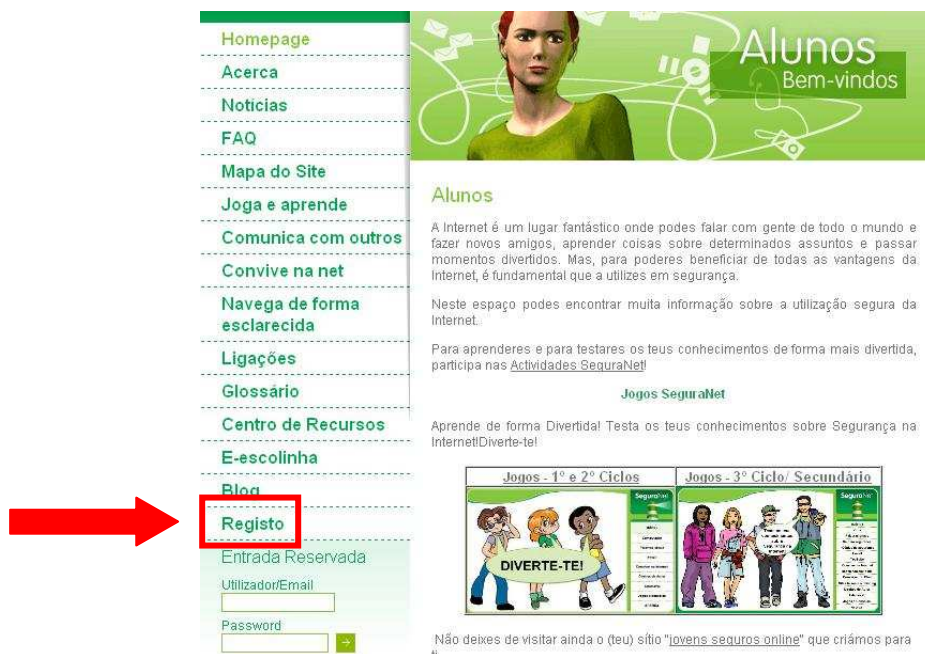 Homepage
Acerca
Notícias
FAQ
Mapa do Site
Joga e aprende
Comunica com outros
Convive na net
Navega de forma
esclarecida
Ligações
Glossário
Centro de Recursos
E-escolinha
Blog
Registo
Entrada Reservada
Utilizador/Email
Password
Alunos
Bem-vindos
Alunos
A Internet é um lugar fantástico onde podes falar com gente de todo o mundo e
fazer novos amigos, aprender coisas sobre determinados assuntos e passar
momentos divertidos. Mas, para poderes beneficiar de todas as vantagens da
Internet, é fundamental que a utilizes em segurança.
Neste espaço podes encontrar muita informação sobre a utilização segura da
Internet.
Para aprenderes e para testares os teus conhecimentos de forma mais divertida,
participa nas Actividades SeguraNet!
Jogos SeguraNet
Aprende de forma Divertida! Testa os teus conhecimentos sobre Segurança na
Internet!Diverte-te!
Jogos - 1º e 2º Ciclos
Jogos - 3º Ciclo/ Secundário
SeguraNet
DIVERTE-TE!
SeguraNet
Não deixes de visitar ainda o (teu) sítio "jovens seguros online" que criámos para